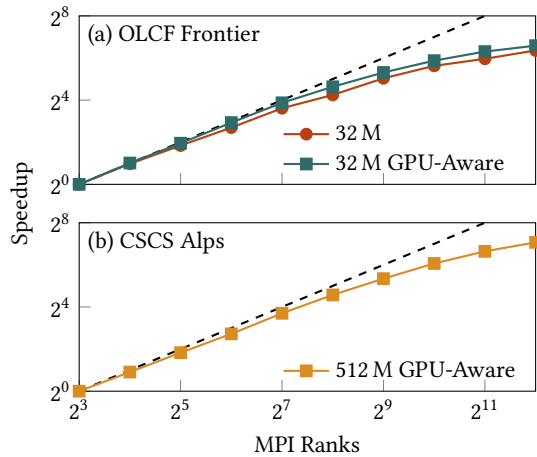 2^8
(a) OLCF Frontier
2^4
32 M
32 M GPU-Aware
2^0
Speedup
2^8
(b) CSCS Alps
2^4
512 M GPU-Aware
2^0
2^3 2^5 2^7 2^9 2^11
MPI Ranks